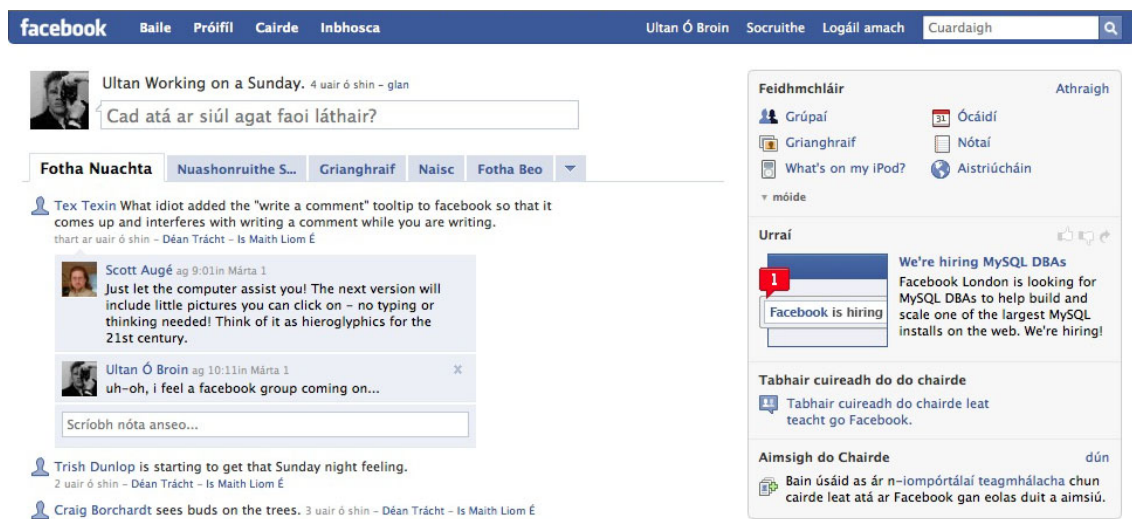 facebook Baile Próifíl Cairde Inbhosca Ultan Ó Broin Socruithe Logáil amach Cuardaigh
Ultan Working on a Sunday. 4 uair ó shin – glan
Cad atá ar siúl agat faoi láthair?
Fotha Nuachta Nuashonruithe S... Grianghraif Naisc Fotha Beo
Tex Texin What idiot added the "write a comment" tooltip to facebook so that it
comes up and interferes with writing a comment while you are writing.
thart ar uair ó shin – Déan Trácht – Is Maith Liom É
Scott Augé ag 9:01in Márta 1
Just let the computer assist you! The next version will
include little pictures you can click on – no typing or
thinking needed! Think of it as hieroglyphics for the
21st century.
Ultan Ó Broin ag 10:11in Márta 1 x
uh-oh, i feel a facebook group coming on...
Scríobh nóta anseo...
Trish Dunlop is starting to get that Sunday night feeling.
2 uair ó shin – Déan Trácht – Is Maith Liom É
Craig Borchardt sees buds on the trees. 3 uair ó shin – Déan Trácht – Is Maith Liom É
Feidhmchláir Athraigh
Grúpaí 31 Ócáidí
Grianghraif Nótaí
What's on my iPod? Aistriúcháin
móide
Urraí
We're hiring MySQL DBAs
1
Facebook is hiring
Facebook London is looking for
MySQL DBAs to help build and
scale one of the largest MySQL
installs on the web. We're hiring!
Tabhair cuireadh do do chairde
Tabhair cuireadh do chairde leat
teacht go Facebook.
Aimsigh do Chairde dún
Bain úsáid as ár n-iompórtálaí teagmhálacha chun
cairde leat atá ar Facebook gan eolas duit a aimsiú.